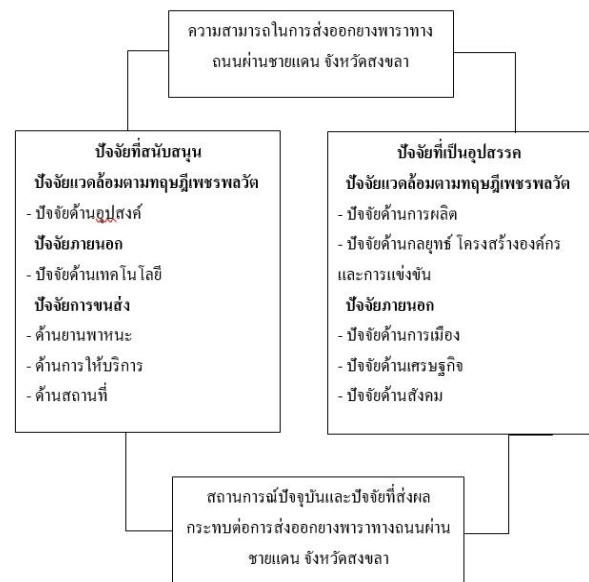 ความสามารถในการส่งออกยางพาราทาง
ถนนผ่านชายแดน จังหวัดสงขลา
ปัจจัยที่สนับสนุน
ปัจจัยแวดล้อมตามทฤษฎีเพชรพลวัต
- ปัจจัยด้านอุปสงค์
ปัจจัยภายนอก
- ปัจจัยด้านเทคโนโลยี
ปัจจัยการขนส่ง
- ด้านยานพาหนะ
- ด้านการให้บริการ
- ด้านสถานที่
ปัจจัยที่เป็นอุปสรรค
ปัจจัยแวดล้อมตามทฤษฎีเพชรพลวัต
- ปัจจัยด้านการผลิต
- ปัจจัยด้านกลยุทธ์ โครงสร้างองค์กร
และการแข่งขัน
ปัจจัยภายนอก
- ปัจจัยด้านการเมือง
- ปัจจัยด้านเศรษฐกิจ
- ปัจจัยด้านสังคม
สถานการณ์ปัจจุบันและปัจจัยที่ส่งผล
กระทบต่อการส่งออกยางพาราทางถนนผ่าน
ชายแดน จังหวัดสงขลา